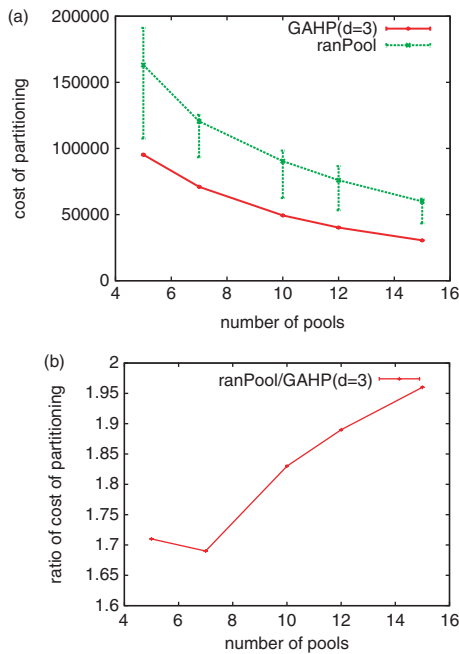 (a)
GAHP(d=3)
ranPool
cost of partitioning
200000
150000
100000
50000
0
4 6 8 10 12 14 16
number of pools
(b)
ranPool/GAHP(d=3)
ratio of cost of partitioning
2
1.95
1.9
1.85
1.8
1.75
1.7
1.65
1.6
4 6 8 10 12 14 16
number of pools